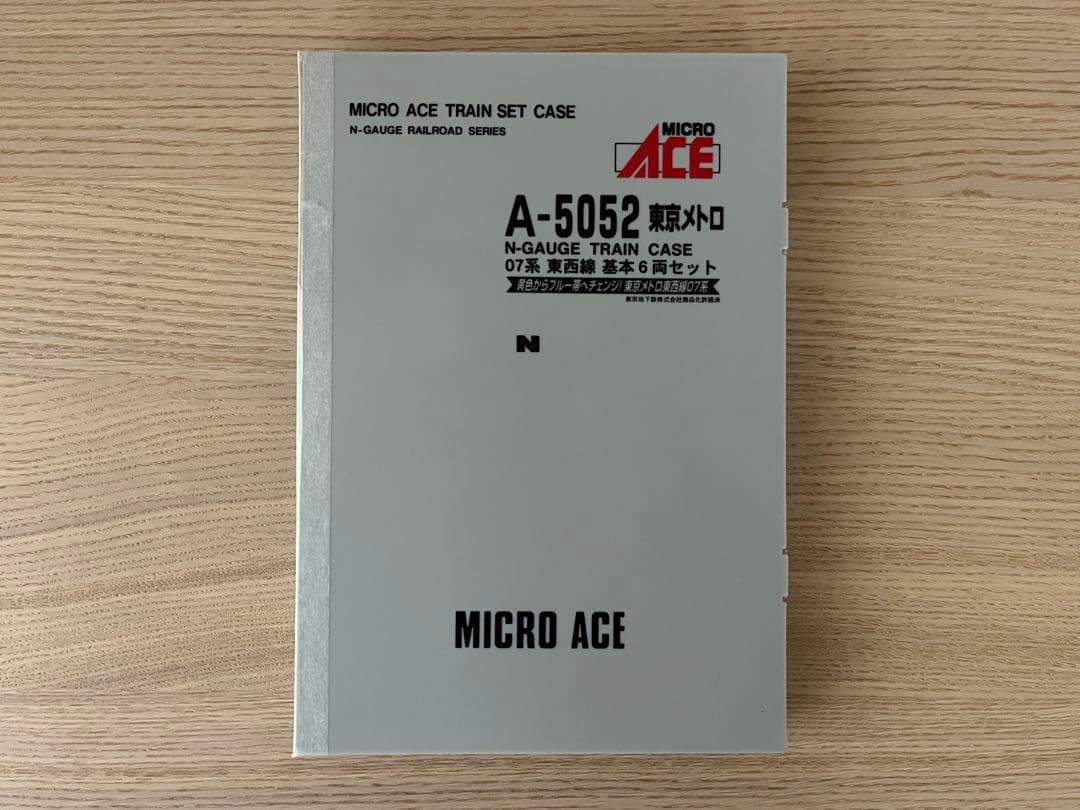 MICRO ACE TRAIN SET CASE
N-GAUGE RAILROAD SERIES
MICRO
ACE
A-5052 東京メトロ
N-GAUGE TRAIN CASE
07系 東西線 基本6両セット
黄色からブルー帯へチェンジ! 東京メトロ東西線07系
東京地下鉄株式会社商品化許諾済
N
MICRO ACE